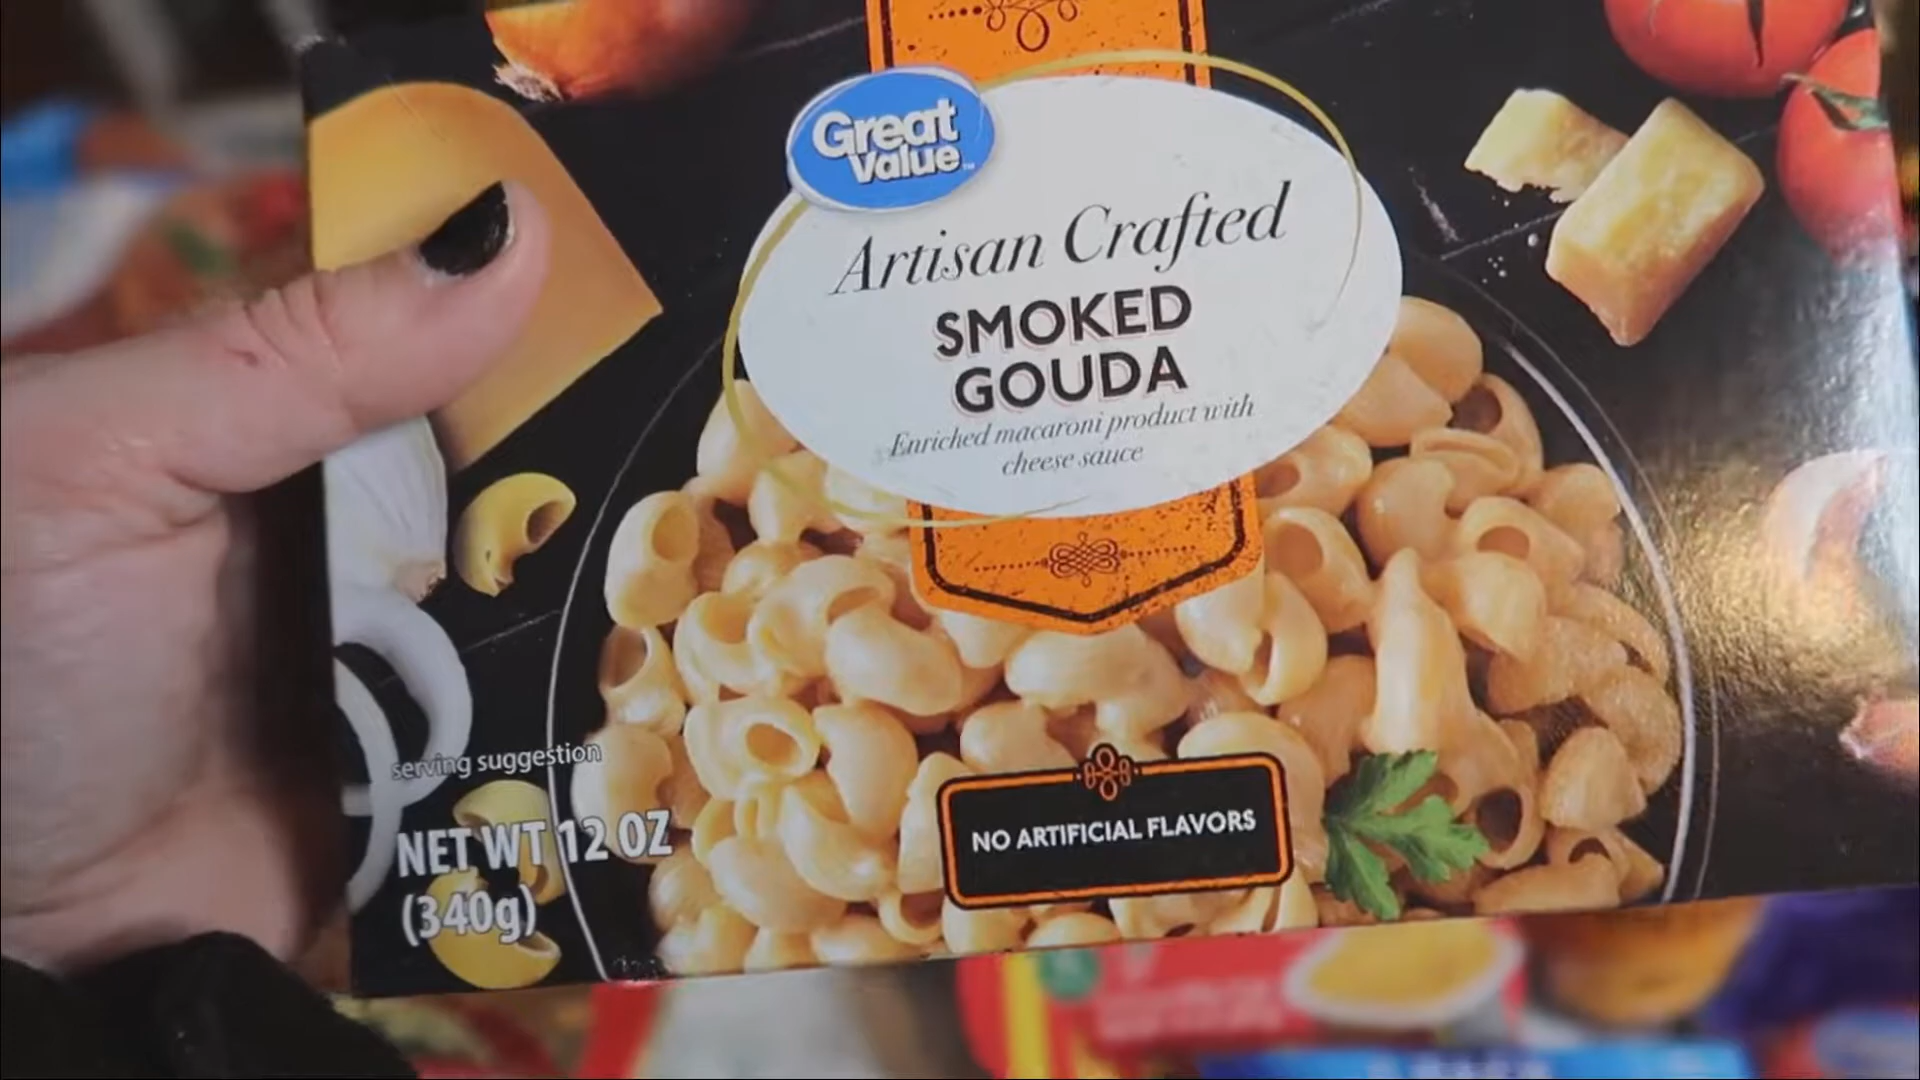 Great
Value™
Artisan Crafted
SMOKED
GOUDA
Enriched macaroni product with
cheese sauce
serving suggestion
NET WT 12 OZ
(340g)
NO ARTIFICIAL FLAVORS